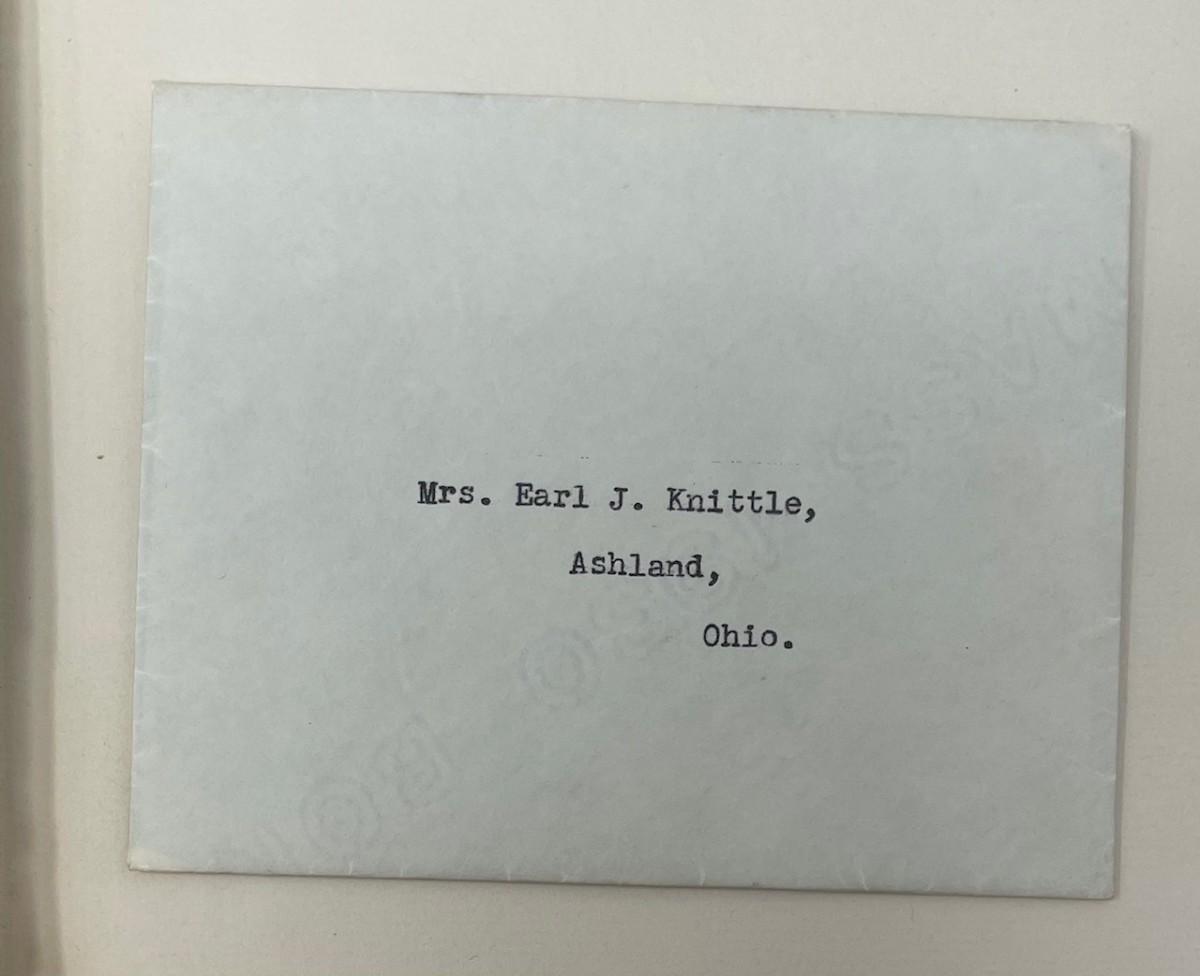 Mrs. Earl J. Knittle,
Ashland,
Ohio.